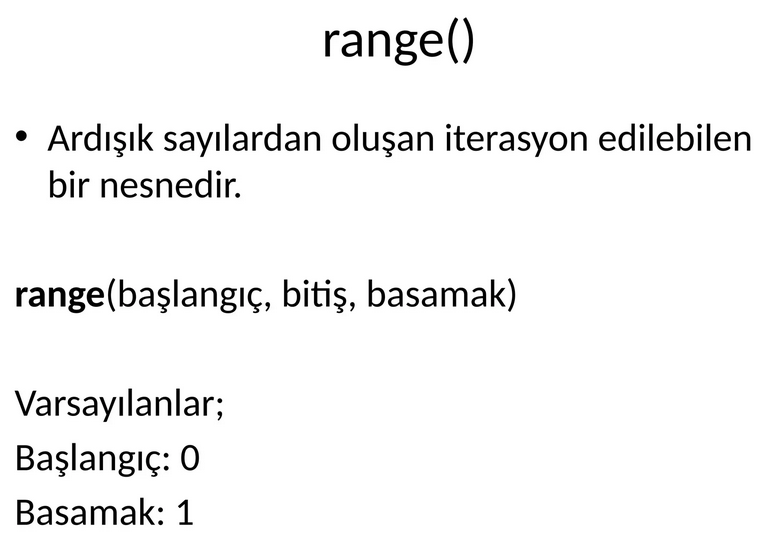 range()
• Ardışık sayılardan oluşan iterasyon edilebilen
bir nesnedir.
range(başlangıç, bitiş, basamak)
Varsayılanlar;
Başlangıç: 0
Basamak: 1